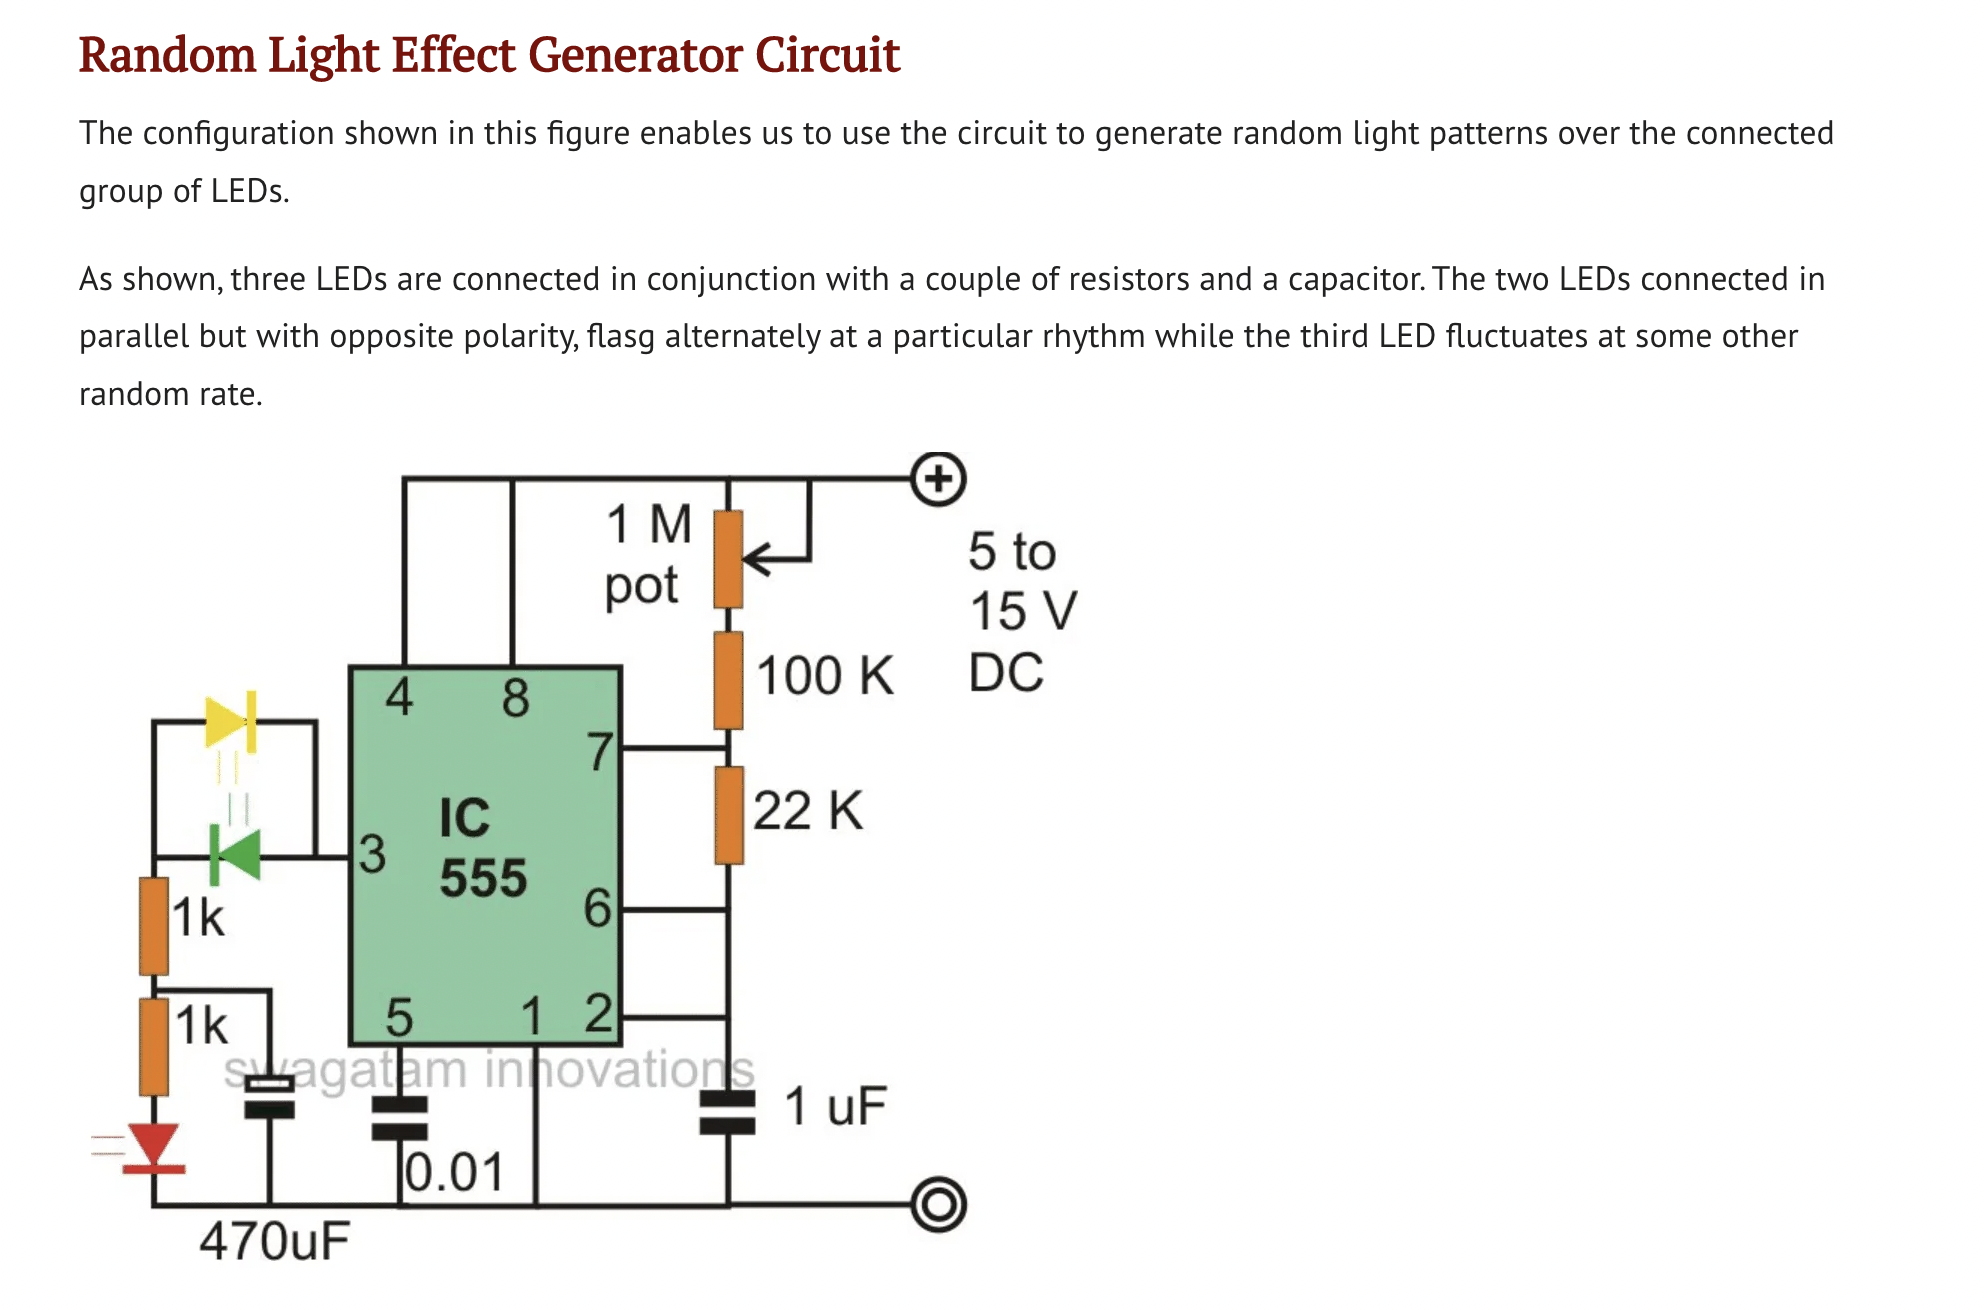 Random Light Effect Generator Circuit
The configuration shown in this figure enables us to use the circuit to generate random light patterns over the connected
group of LEDs.
As shown, three LEDs are connected in conjunction with a couple of resistors and a capacitor. The two LEDs connected in
parallel but with opposite polarity, flasg alternately at a particular rhythm while the third LED fluctuates at some other
random rate.
+
1 M
pot
5 to
15 V
DC
100 K
4
8
7
22 K
IC
555
3
6
1k
1k
5
1
2
swagatam innovations
1 uF
0.01
470uF